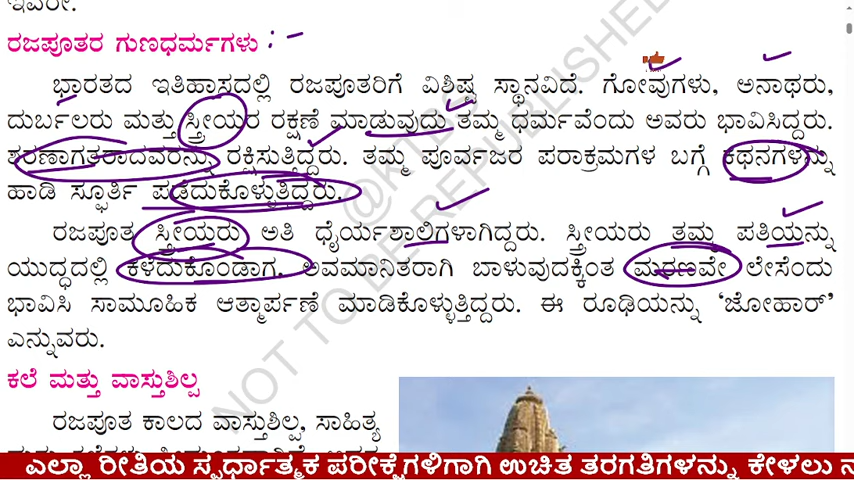 ಇವರೇ.
ರಜಪೂತರ ಗುಣಧರ್ಮಗಳು :-
ಭಾರತದ ಇತಿಹಾಸದಲ್ಲಿ ರಜಪೂತರಿಗೆ ವಿಶಿಷ್ಟ ಸ್ಥಾನವಿದೆ. ಗೋವುಗಳು, ಅನಾಥರು,
ದುರ್ಬಲರು ಮತ್ತು ಸ್ತ್ರೀಯರ ರಕ್ಷಣೆ ಮಾಡುವುದು ತಮ್ಮ ಧರ್ಮವೆಂದು ಅವರು ಭಾವಿಸಿದ್ದರು.
ಶರಣಾಗತರಾದವರನ್ನು ರಕ್ಷಿಸುತ್ತಿದ್ದರು. ತಮ್ಮ ಪೂರ್ವಜರ ಪರಾಕ್ರಮಗಳ ಬಗ್ಗೆ ಕಥನಗಳನ್ನು
ಹಾಡಿ ಸ್ಫೂರ್ತಿ ಪಡೆದುಕೊಳ್ಳುತ್ತಿದ್ದರು.
ರಜಪೂತ ಸ್ತ್ರೀಯರು ಅತಿ ಧೈರ್ಯಶಾಲಿಗಳಾಗಿದ್ದರು. ಸ್ತ್ರೀಯರು ತಮ್ಮ ಪತಿಯನ್ನು
ಯುದ್ಧದಲ್ಲಿ ಕಳೆದುಕೊಂಡಾಗ, ಅವಮಾನಿತರಾಗಿ ಬಾಳುವುದಕ್ಕಿಂತ ಮರಣವೇ ಲೇಸೆಂದು
ಭಾವಿಸಿ ಸಾಮೂಹಿಕ ಆತ್ಮಾರ್ಪಣೆ ಮಾಡಿಕೊಳ್ಳುತ್ತಿದ್ದರು. ಈ ರೂಢಿಯನ್ನು ‘ಜೋಹಾರ್’
ಎನ್ನುವರು.
ಕಲೆ ಮತ್ತು ವಾಸ್ತುಶಿಲ್ಪ
ರಜಪೂತ ಕಾಲದ ವಾಸ್ತುಶಿಲ್ಪ, ಸಾಹಿತ್ಯ
@KTBS
NOT TO BE REPUBLISHED
ಎಲ್ಲಾ ರೀತಿಯ ಸ್ಪರ್ಧಾತ್ಮಕ ಪರೀಕ್ಷೆಗಳಿಗಾಗಿ ಉಚಿತ ತರಗತಿಗಳನ್ನು ಕೇಳಲು